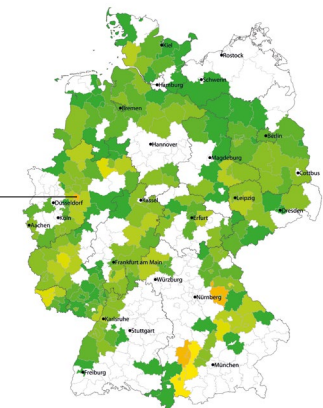 Kiel
Rostock
Schwerin
Hamburg
Bremen
Berlin
Hannover
Magdeburg
Cottbus
Düsseldorf
Kassel
Leipzig
Dresden
Köln
Erfurt
Aachen
Frankfurt am Main
Würzburg
Nürnberg
Karlsruhe
Stuttgart
München
Freiburg